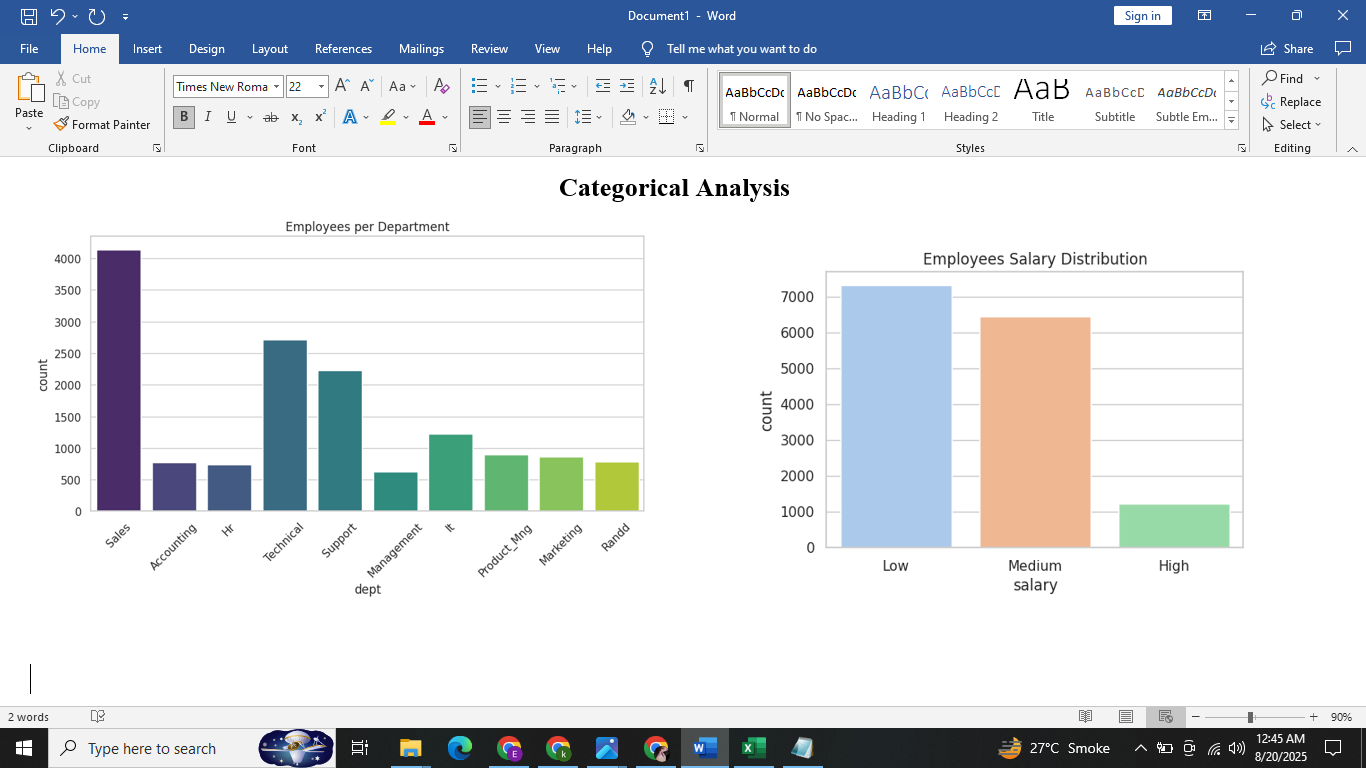 Document1 - Word
Sign in
File Home Insert Design Layout References Mailings Review View Help Tell me what you want to do Share
Paste
Cut
Copy
Format Painter
Clipboard
Times New Roma 22
Aa
B I U ab x₂ x² A A
Font
Paragraph
AaBbCcDc AaBbCcDc AaBbCc AaBbCcD AaB AaBbCcD AaBbCcDc
¶ Normal ¶ No Spac... Heading 1 Heading 2 Title Subtitle Subtle Em...
Styles
Find
Replace
Select
Editing
Categorical Analysis
Employees per Department
4000
3500
3000
2500
2000
1500
1000
500
0
count
Sales Accounting Hr Technical Support Management It Product_Mng Marketing Randd
dept
Employees Salary Distribution
7000
6000
5000
4000
3000
2000
1000
0
count
Low Medium High
salary
2 words
90%
Type here to search
27°C Smoke
12:45 AM
8/20/2025